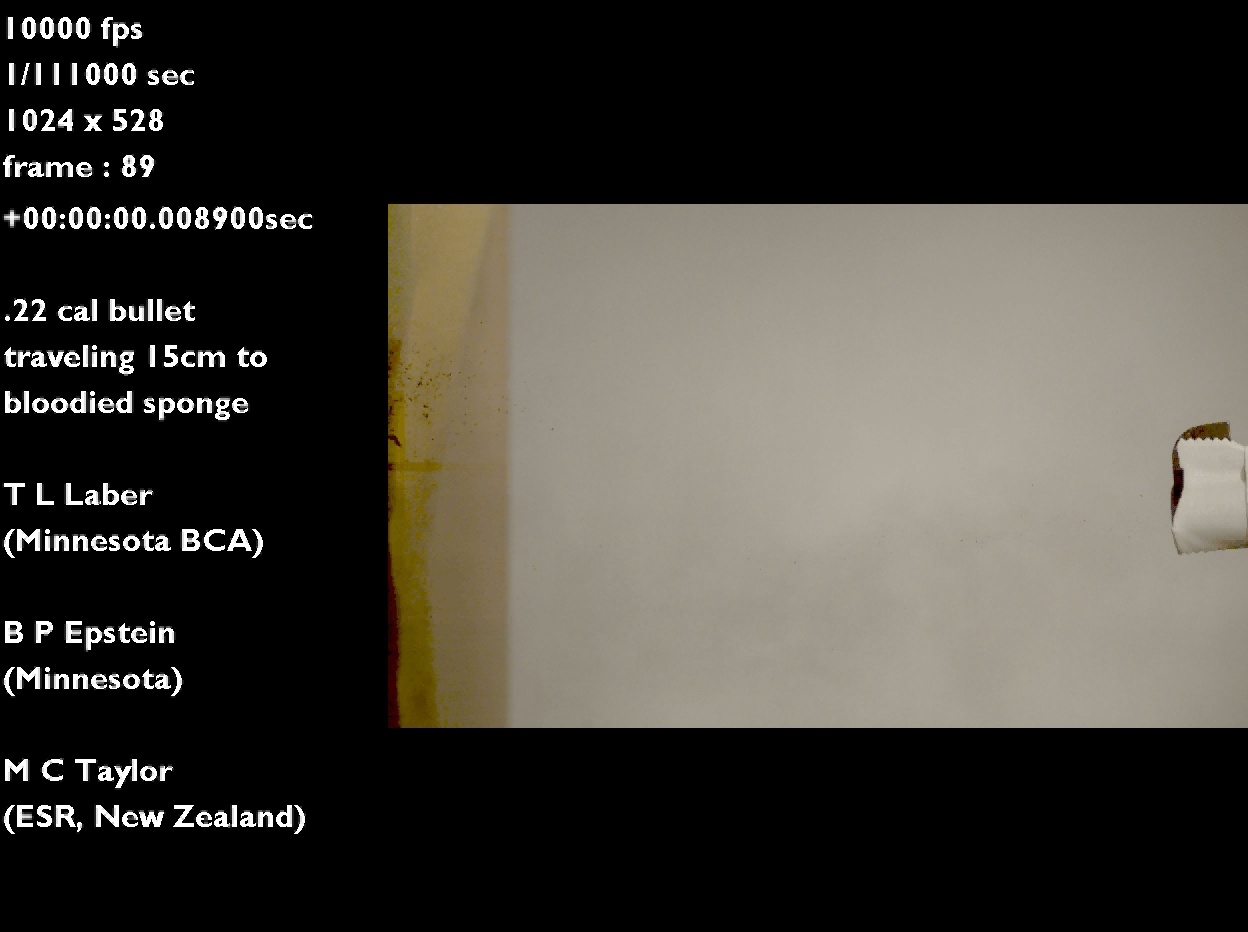 10000 fps
1/111000 sec
1024 x 528
frame : 89
+00:00:00.008900sec
.22 cal bullet
traveling 15cm to
bloodied sponge
T L Laber
(Minnesota BCA)
B P Epstein
(Minnesota)
M C Taylor
(ESR, New Zealand)